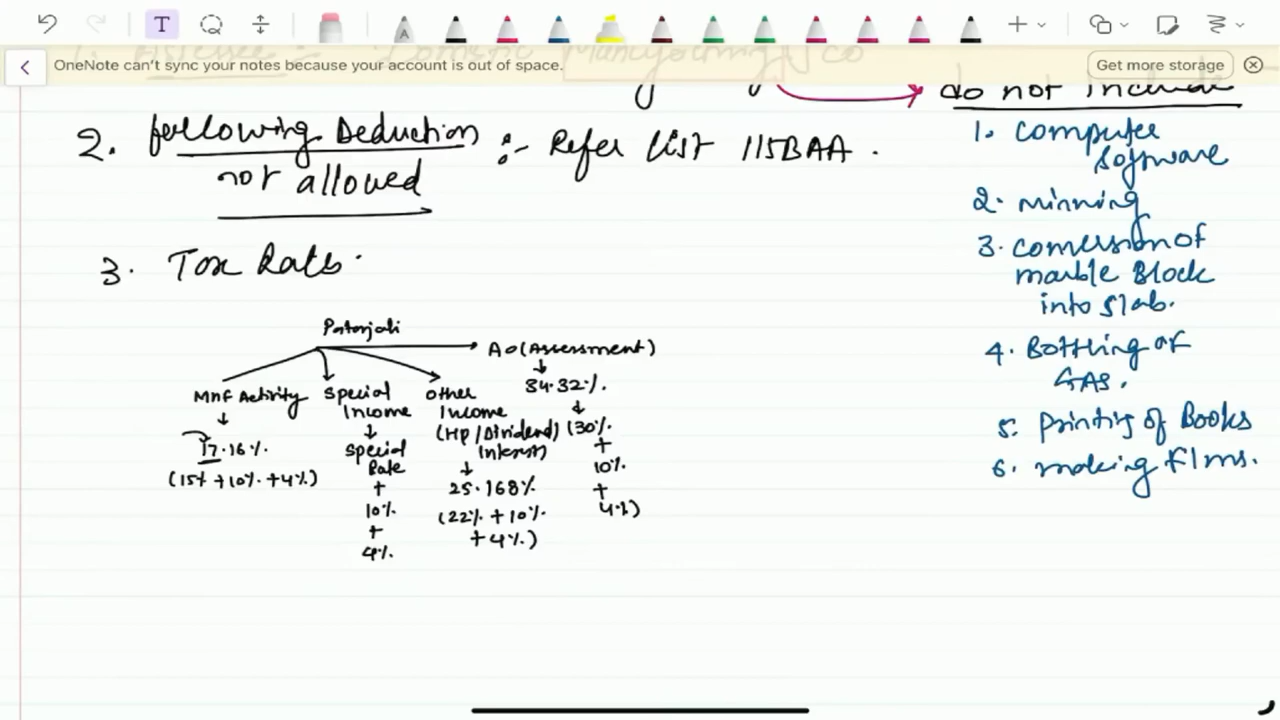 T
A
OneNote can't sync your notes because your account is out of space.
Get more storage
do not include
2. following Deduction :- Refer list 115BAA.
not allowed
3. Tax Rates.
Patanjali
AO (Assessment)
34.32%.
(30%.
+
10%.
+
4%)
Mnf Activity
17.16%.
(15% +10%. +4%)
Special
Income
Special
Rate
+
10%
+
4%.
Other
Income
(HP/Dividend)
Interest)
25.168%
(22% +10%.
+4%.)
1. Computer
Software
2. minning
3. Conversion of
marble Block
into slab.
4. Bottling of
GAS.
5. Printing of Books
6. making films.